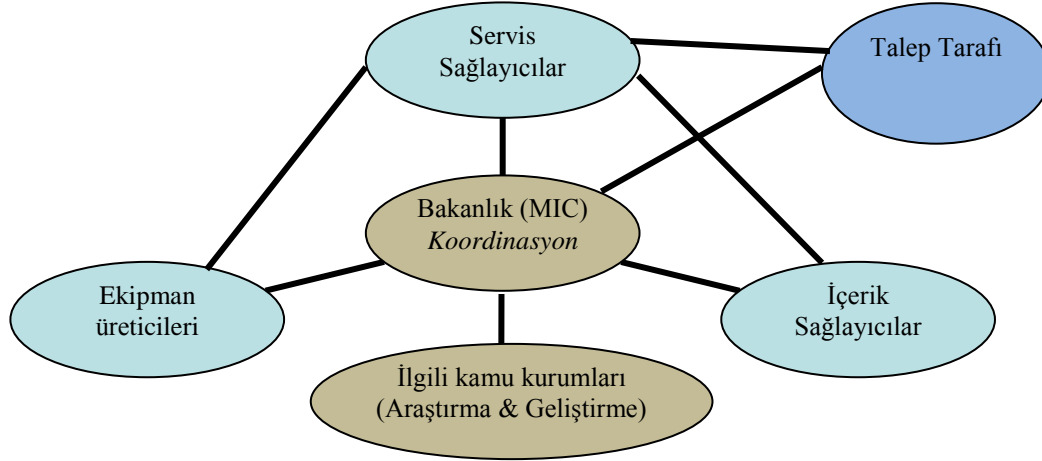 Servis
Sağlayıcılar
Talep Tarafı
Bakanlık (MIC)
Koordinasyon
Ekipman
üreticileri
İçerik
Sağlayıcılar
İlgili kamu kurumları
(Araştırma & Geliştirme)